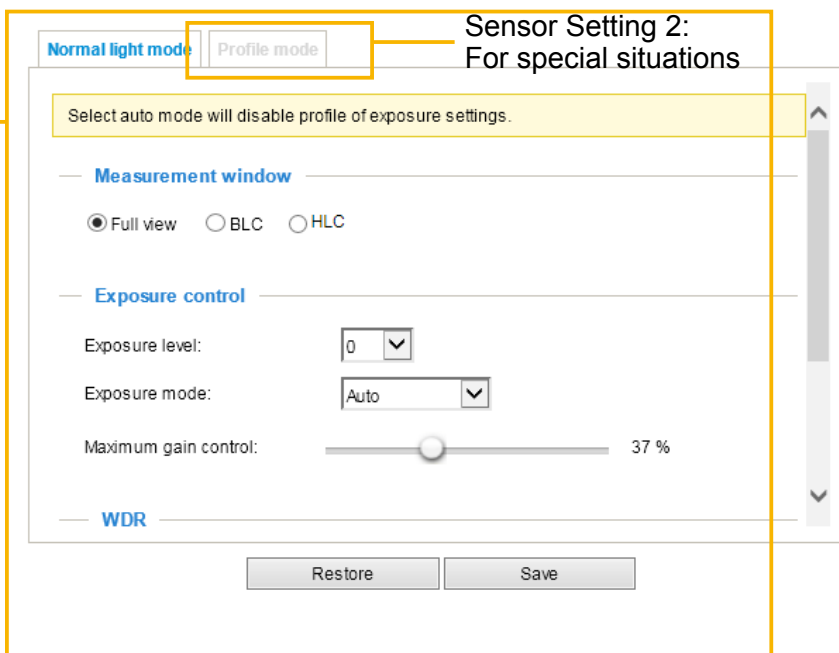 Sensor Setting 2:
For special situations
Normal light mode
Profile mode
Select auto mode will disable profile of exposure settings.
Measurement window
Full view BLC HLC
Exposure control
Exposure level: 0
Exposure mode: Auto
Maximum gain control: 37 %
WDR
Restore Save